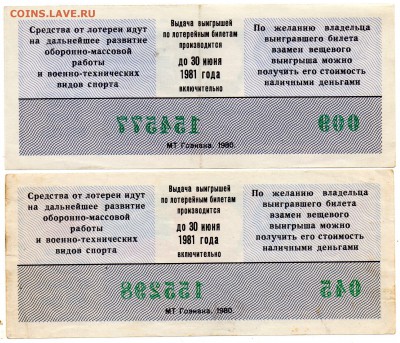 COINS.LAVE.RU
Средства от лотереи идут
на дальнейшее развитие
оборонно-массовой
работы
и военно-технических
видов спорта
Выдача выигрышей
по лотерейным билетам
производится
до 30 июня
1981 года
включительно
По желанию владельца
выигравшего билета
взамен вещевого
выигрыша можно
получить его стоимость
наличными деньгами
154577
009
МТ Гознака. 1980.
Средства от лотереи идут
на дальнейшее развитие
оборонно-массовой
работы
и военно-технических
видов спорта
Выдача выигрышей
по лотерейным билетам
производится
до 30 июня
1981 года
включительно
По желанию владельца
выигравшего билета
взамен вещевого
выигрыша можно
получить его стоимость
наличными деньгами
155298
045
МТ Гознака. 1980.